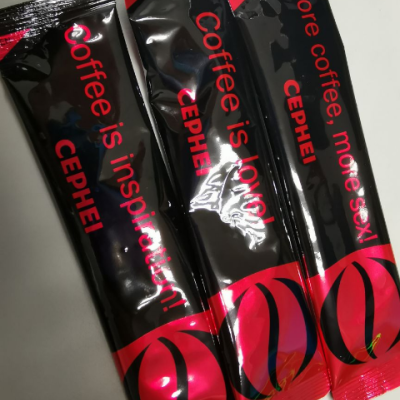 Coffee is inspiration!
CEPHEI
Coffee is love!
CEPHEI
ore coffee, more sex!
CEPHEI